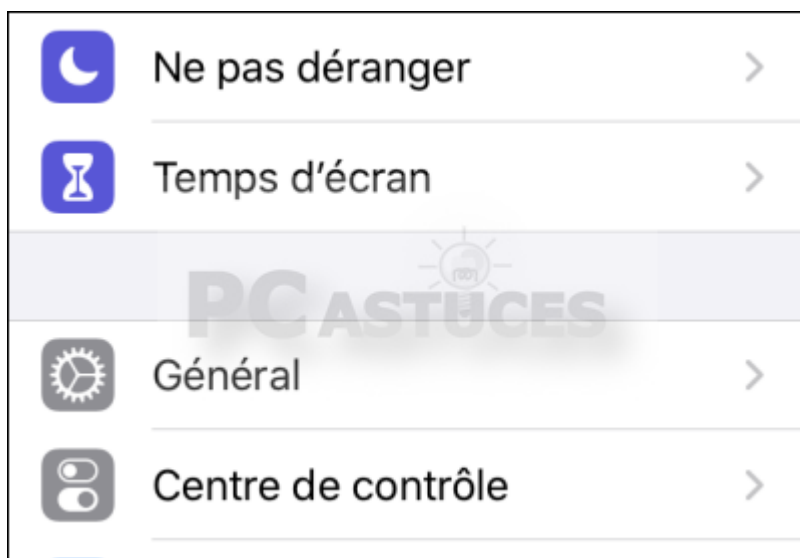 Ne pas déranger
Temps d’écran
PC ASTUCES
Général
Centre de contrôle